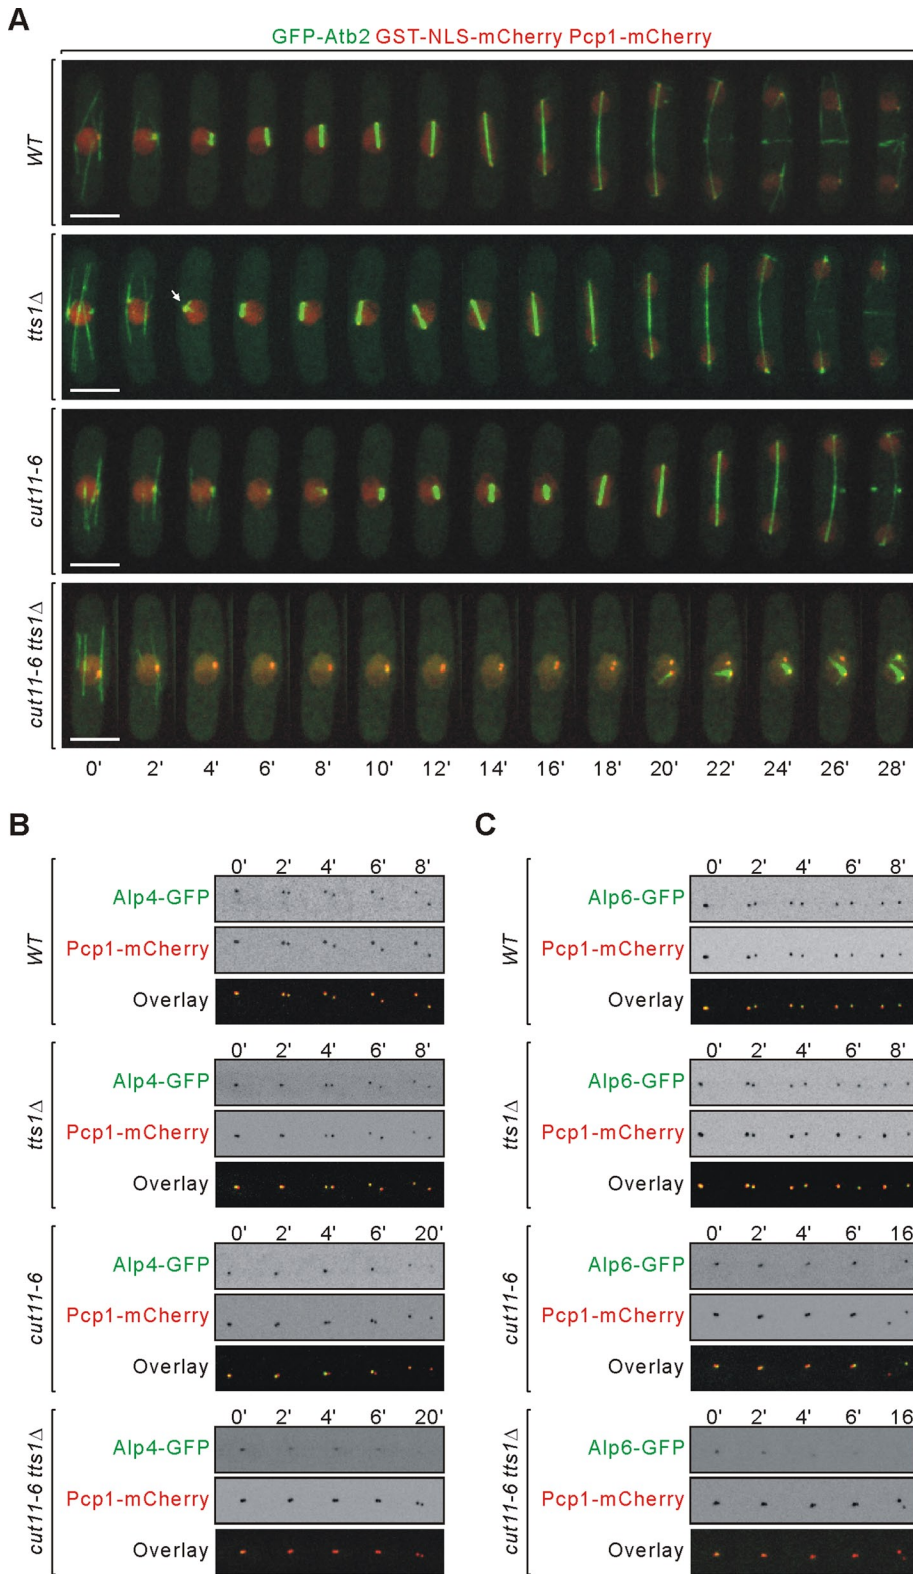 A
GFP-Atb2 GST-NLS-mCherry Pcp1-mCherry
WT
tts1Δ
cut11-6
cut11-6 tts1Δ
0' 2' 4' 6' 8' 10' 12' 14' 16' 18' 20' 22' 24' 26' 28'
B
WT
0' 2' 4' 6' 8'
Alp4-GFP
Pcp1-mCherry
Overlay
tts1Δ
0' 2' 4' 6' 8'
Alp4-GFP
Pcp1-mCherry
Overlay
cut11-6
0' 2' 4' 6' 20'
Alp4-GFP
Pcp1-mCherry
Overlay
cut11-6 tts1Δ
0' 2' 4' 6' 20'
Alp4-GFP
Pcp1-mCherry
Overlay
C
WT
0' 2' 4' 6' 8'
Alp6-GFP
Pcp1-mCherry
Overlay
tts1Δ
0' 2' 4' 6' 8'
Alp6-GFP
Pcp1-mCherry
Overlay
cut11-6
0' 2' 4' 6' 16
Alp6-GFP
Pcp1-mCherry
Overlay
cut11-6 tts1Δ
0' 2' 4' 6' 16
Alp6-GFP
Pcp1-mCherry
Overlay